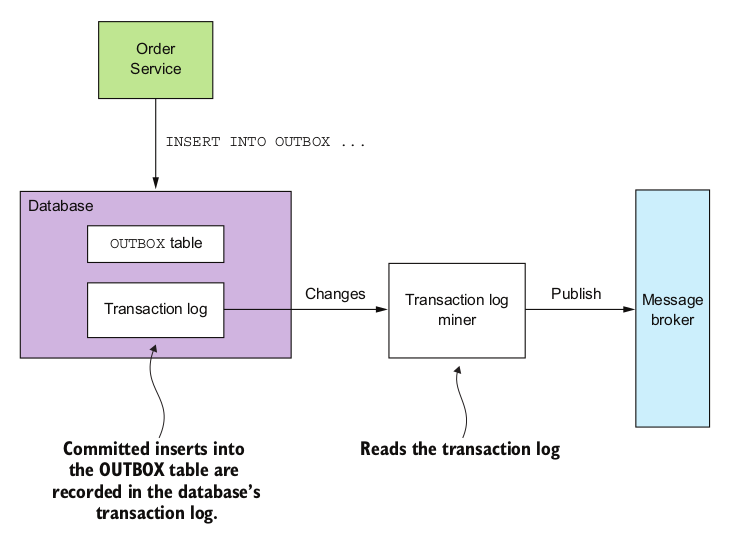 Order
Service
INSERT INTO OUTBOX ...
Database
OUTBOX table
Transaction log
Changes
Transaction log
miner
Publish
Message
broker
Committed inserts into
the OUTBOX table are
recorded in the database’s
transaction log.
Reads the transaction log